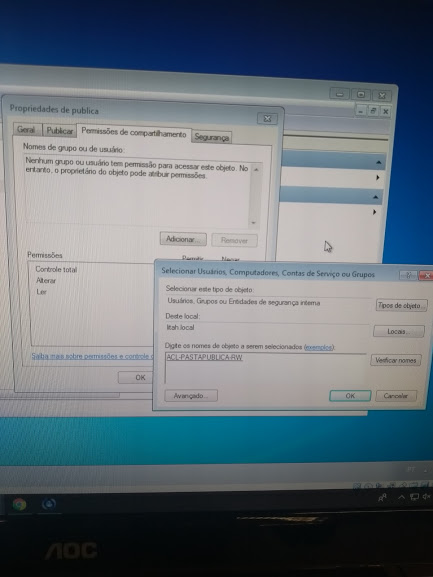 Propriedades de publica
Geral Publicar Permissões de compartilhamento Segurança
Nomes de grupo ou de usuário:
Nenhum grupo ou usuário tem permissão para acessar este objeto. No
entanto, o proprietário do objeto pode atribuir permissões.
Adicionar... Remover
Permissões Permitir Negar
Controle total
Alterar
Ler
Saiba mais sobre permissões e controle
OK
Selecionar Usuários, Computadores, Contas de Serviço ou Grupos
Selecionar este tipo de objeto:
Usuários, Grupos ou Entidades de segurança interna
Tipos de objeto...
Deste local:
Locais...
Digite os nomes de objeto a serem selecionados (exemplos):
ACL-PASTAPUBLICA-RW
Verificar nomes
Avançado...
OK
Cancelar
AOC